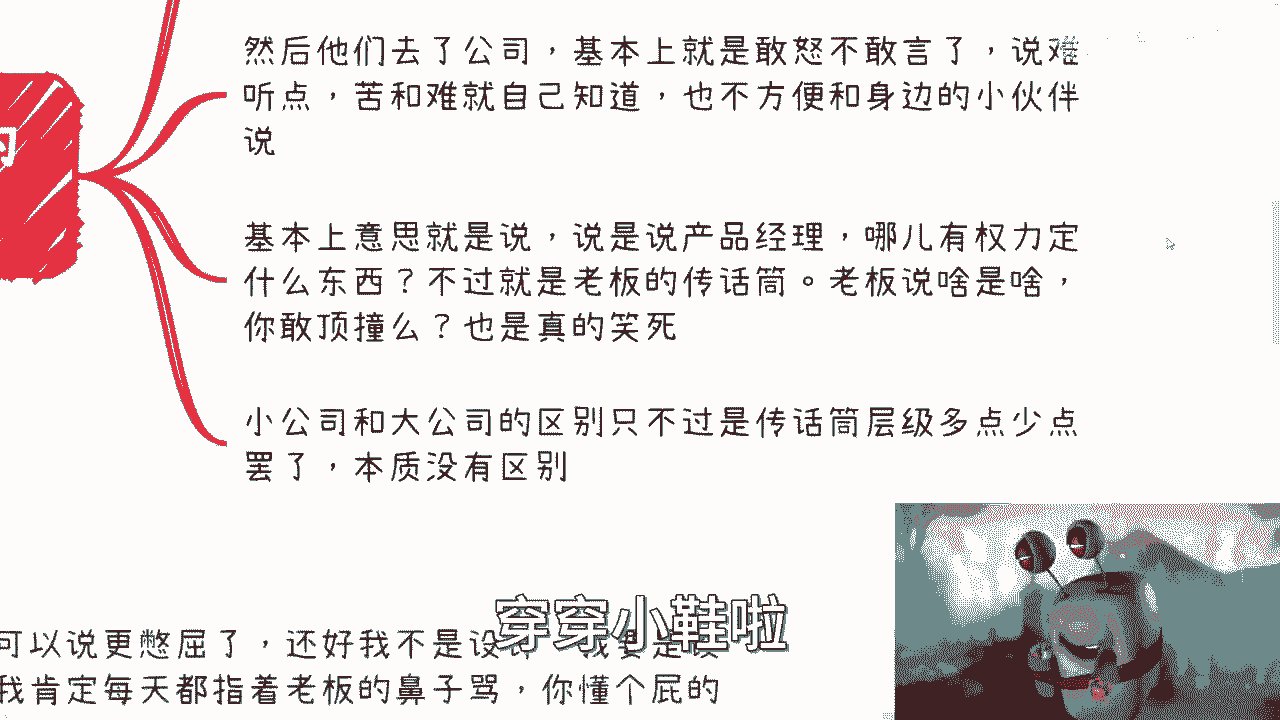 然后他们去了公司，基本上就是敢怒不敢言了，说难
听点，苦和难就自己知道，也不方便和身边的小伙伴
说
基本上意思就是说，说是说产品经理，哪儿有权力定
什么东西？不过就是老板的传话筒。老板说啥是啥，
你敢顶撞么？也是真的笑死
小公司和大公司的区别只不过是传话筒层级多点少点
罢了，本质没有区别
穿穿小鞋啦
可以说更憋屈了，还好我不是设
我肯定每天都指着老板的鼻子骂，你懂个屁的